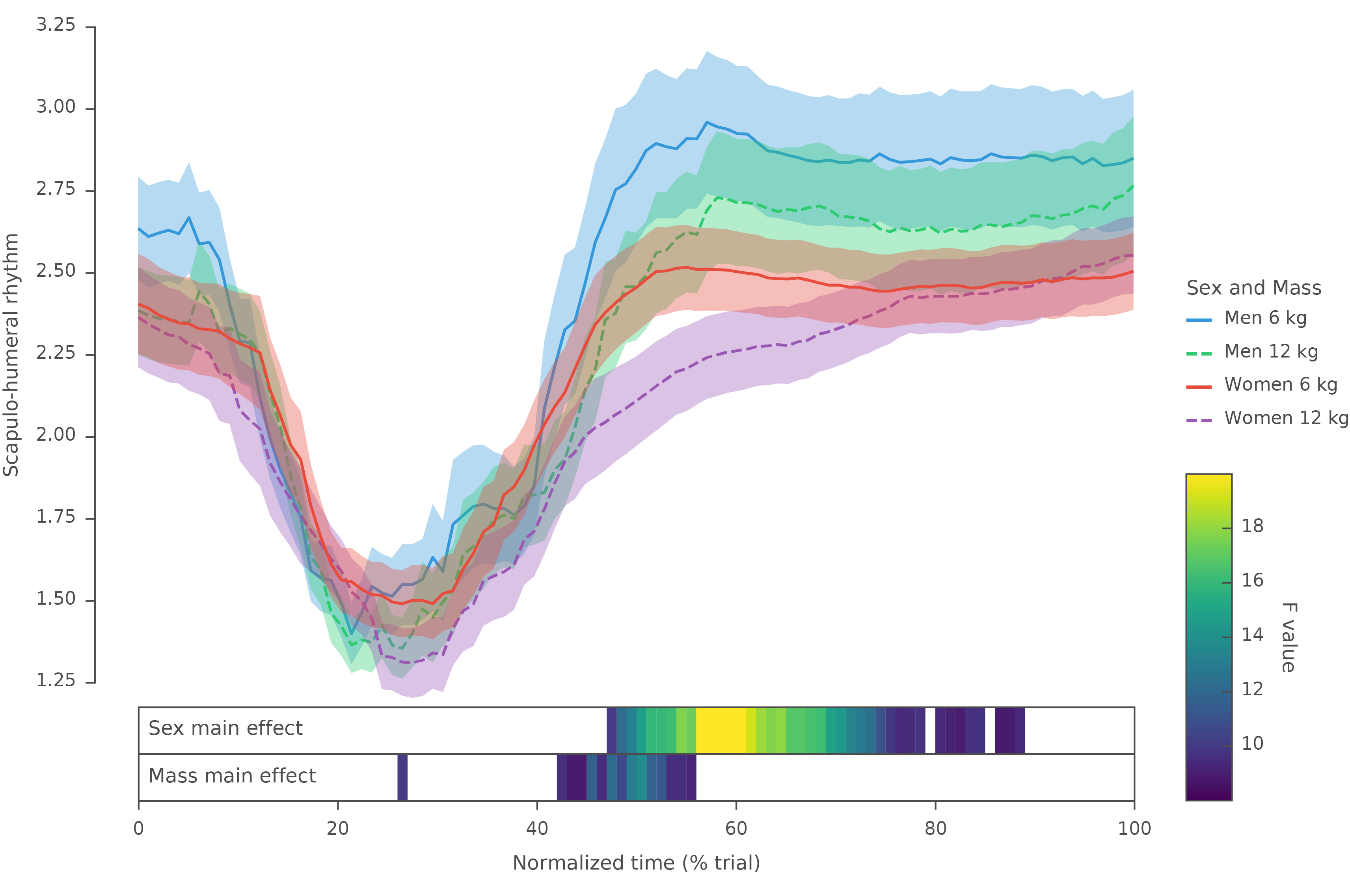 3.25
3.00
2.75
2.50
2.25
2.00
1.75
1.50
1.25
Scapulo-humeral rhythm
Sex and Mass
Men 6 kg
Men 12 kg
Women 6 kg
Women 12 kg
18
16
14
12
10
F value
Sex main effect
Mass main effect
0 20 40 60 80 100
Normalized time (% trial)